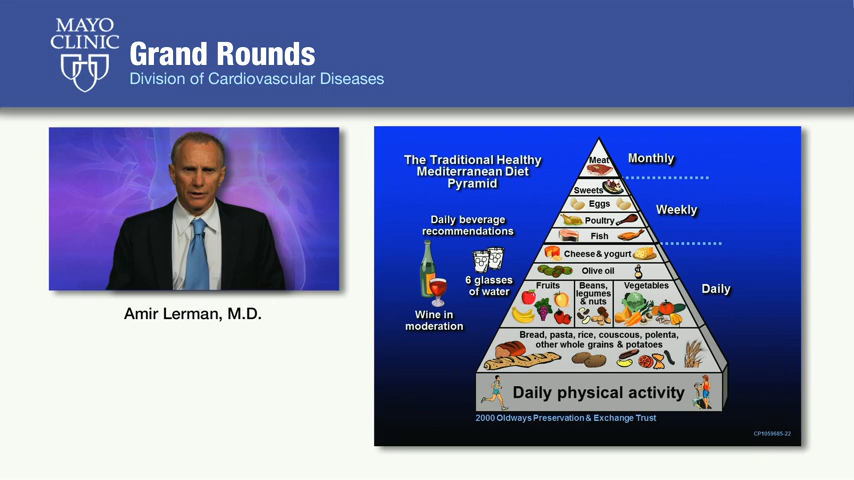 MAYO
CLINIC
Grand Rounds
Division of Cardiovascular Diseases
Amir Lerman, M.D.
The Traditional Healthy
Mediterranean Diet
Pyramid
Daily beverage
recommendations
6 glasses
of water
Wine in
moderation
Meat
Monthly
Sweets
Eggs
Weekly
Poultry
Fish
Cheese & yogurt
Olive oil
Daily
Fruits
Beans,
legumes
& nuts
Vegetables
Bread, pasta, rice, couscous, polenta,
other whole grains & potatoes
Daily physical activity
2000 Oldways Preservation & Exchange Trust
CP1059685-22